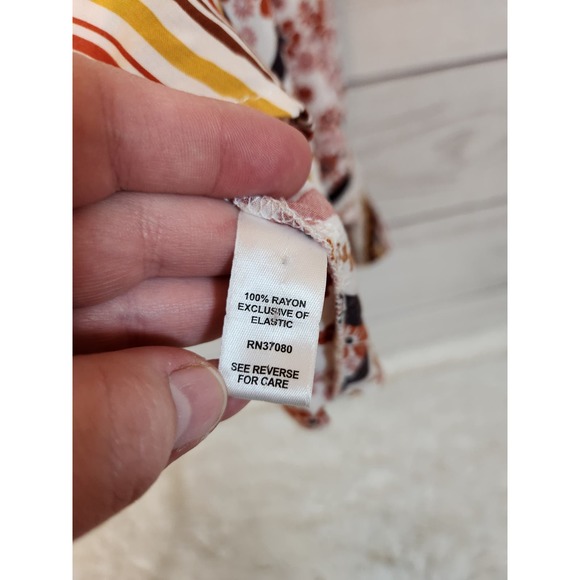 100% RAYON
EXCLUSIVE OF
ELASTIC
RN37080
SEE REVERSE
FOR CARE